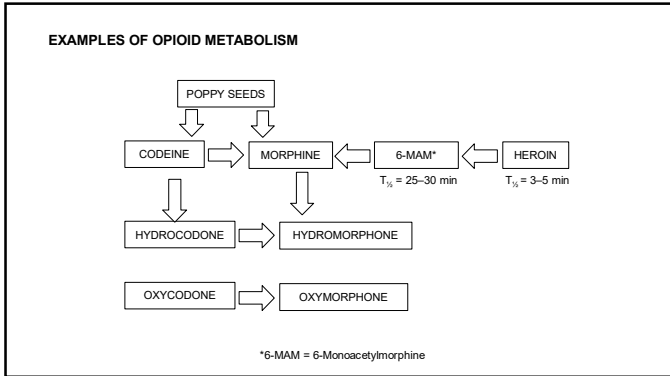 EXAMPLES OF OPIOID METABOLISM
POPPY SEEDS
CODEINE
MORPHINE
6-MAM*
HEROIN
T½ = 25–30 min
T½ = 3–5 min
HYDROCODONE
HYDROMORPHONE
OXYCODONE
OXYMORPHONE
*6-MAM = 6-Monoacetylmorphine